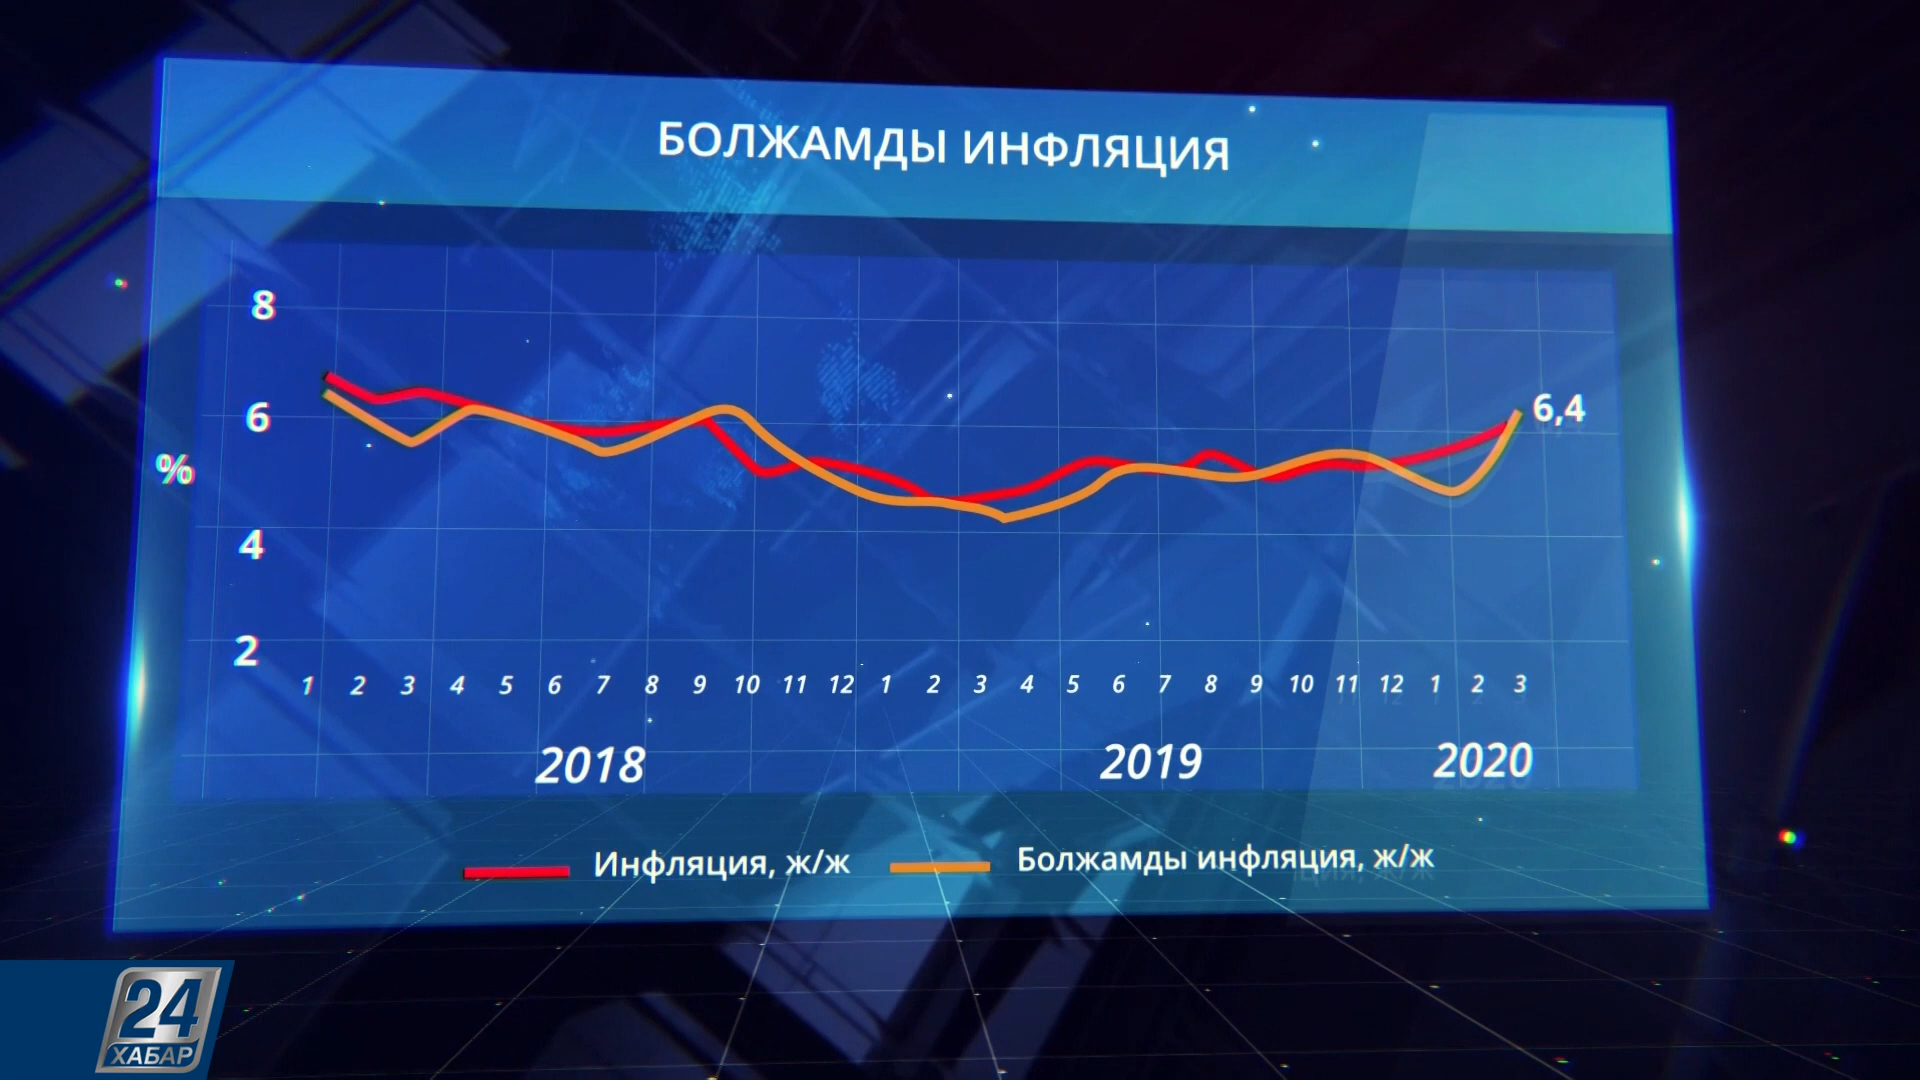 БОЛЖАМДЫ ИНФЛЯЦИЯ
8
6
6,4
%
4
2
1 2 3 4 5 6 7 8 9 10 11 12 1 2 3 4 5 6 7 8 9 10 11 12 1 2 3
2018 2019 2020
Инфляция, ж/ж Болжамды инфляция, ж/ж
24
ХАБАР